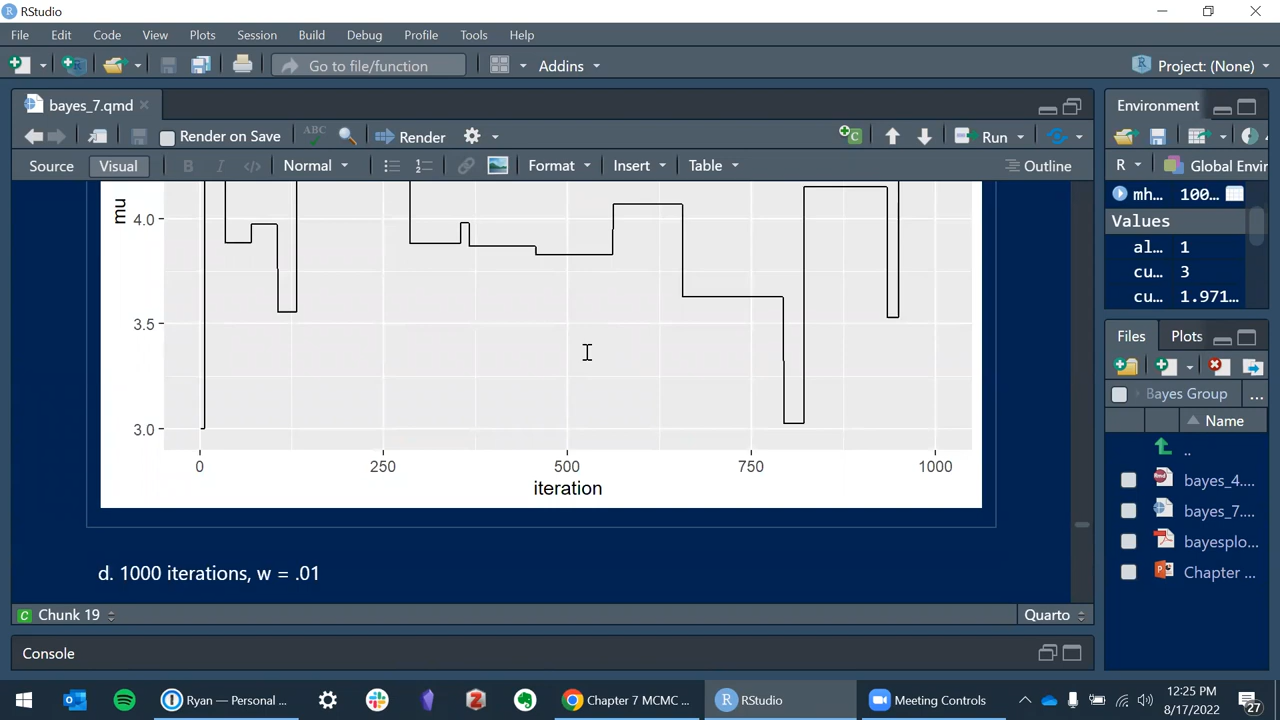 RStudio
File Edit Code View Plots Session Build Debug Profile Tools Help
Go to file/function Addins Project: (None)
bayes_7.qmd
Render on Save ABC Render Run
Source Visual B I </> Normal Format Insert Table Outline
mu
4.0
3.5
3.0
0 250 500 750 1000
iteration
d. 1000 iterations, w = .01
C Chunk 19 Quarto
Console
Environment
R Global Envir
mh… 100…
Values
al… 1
cu… 3
cu… 1.971…
Files Plots
Bayes Group ...
Name
..
bayes_4....
bayes_7....
bayesplo...
Chapter ...
Ryan — Personal ...
Chapter 7 MCMC ...
RStudio
Meeting Controls
12:25 PM
8/17/2022
27